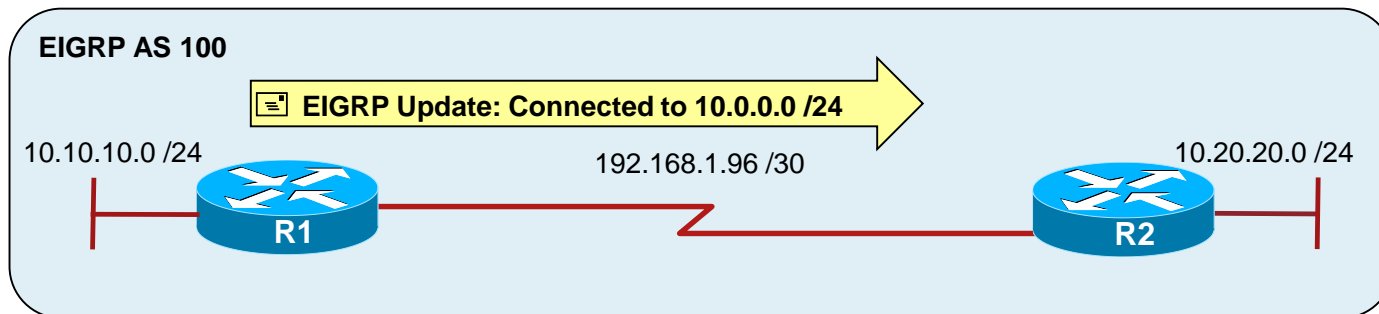 EIGRP AS 100
EIGRP Update: Connected to 10.0.0.0 /24
10.10.10.0 /24
192.168.1.96 /30
10.20.20.0 /24
R1
R2